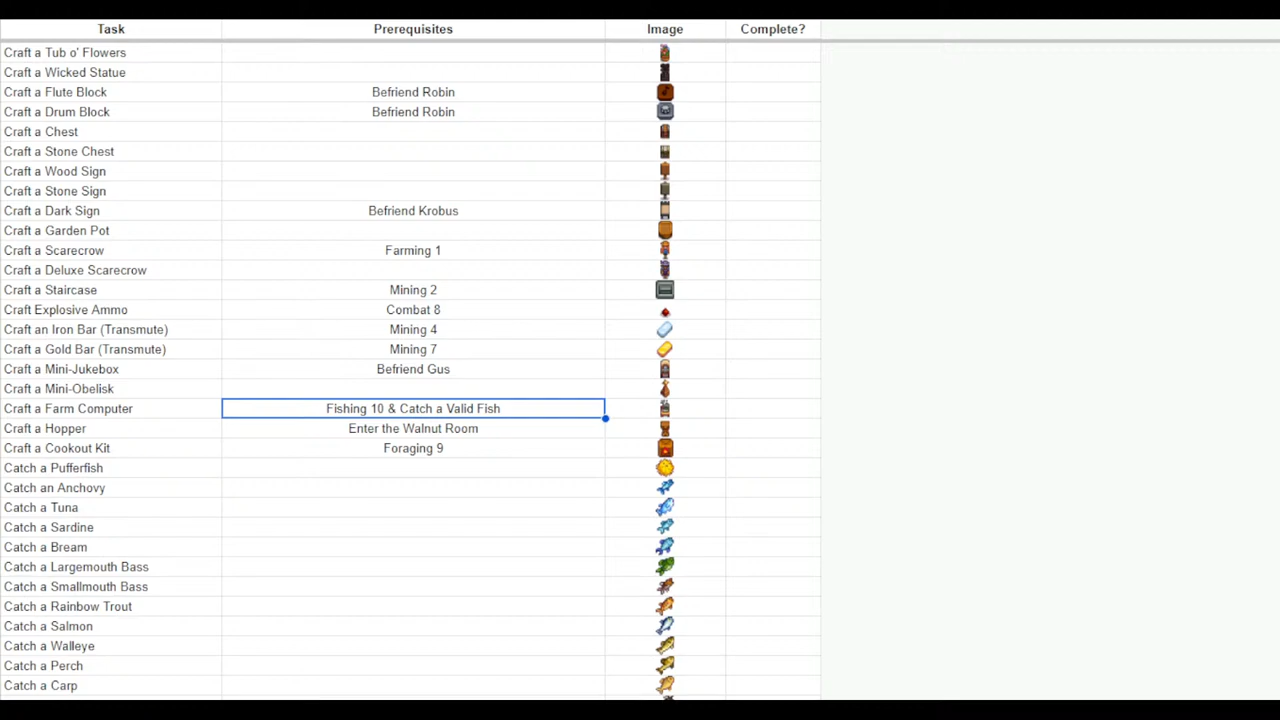 Task Prerequisites Image Complete?
Craft a Tub o' Flowers
Craft a Wicked Statue
Craft a Flute Block Befriend Robin
Craft a Drum Block Befriend Robin
Craft a Chest
Craft a Stone Chest
Craft a Wood Sign
Craft a Stone Sign
Craft a Dark Sign Befriend Krobus
Craft a Garden Pot
Craft a Scarecrow Farming 1
Craft a Deluxe Scarecrow
Craft a Staircase Mining 2
Craft Explosive Ammo Combat 8
Craft an Iron Bar (Transmute) Mining 4
Craft a Gold Bar (Transmute) Mining 7
Craft a Mini-Jukebox Befriend Gus
Craft a Mini-Obelisk
Craft a Farm Computer Fishing 10 & Catch a Valid Fish
Craft a Hopper Enter the Walnut Room
Craft a Cookout Kit Foraging 9
Catch a Pufferfish
Catch an Anchovy
Catch a Tuna
Catch a Sardine
Catch a Bream
Catch a Largemouth Bass
Catch a Smallmouth Bass
Catch a Rainbow Trout
Catch a Salmon
Catch a Walleye
Catch a Perch
Catch a Carp